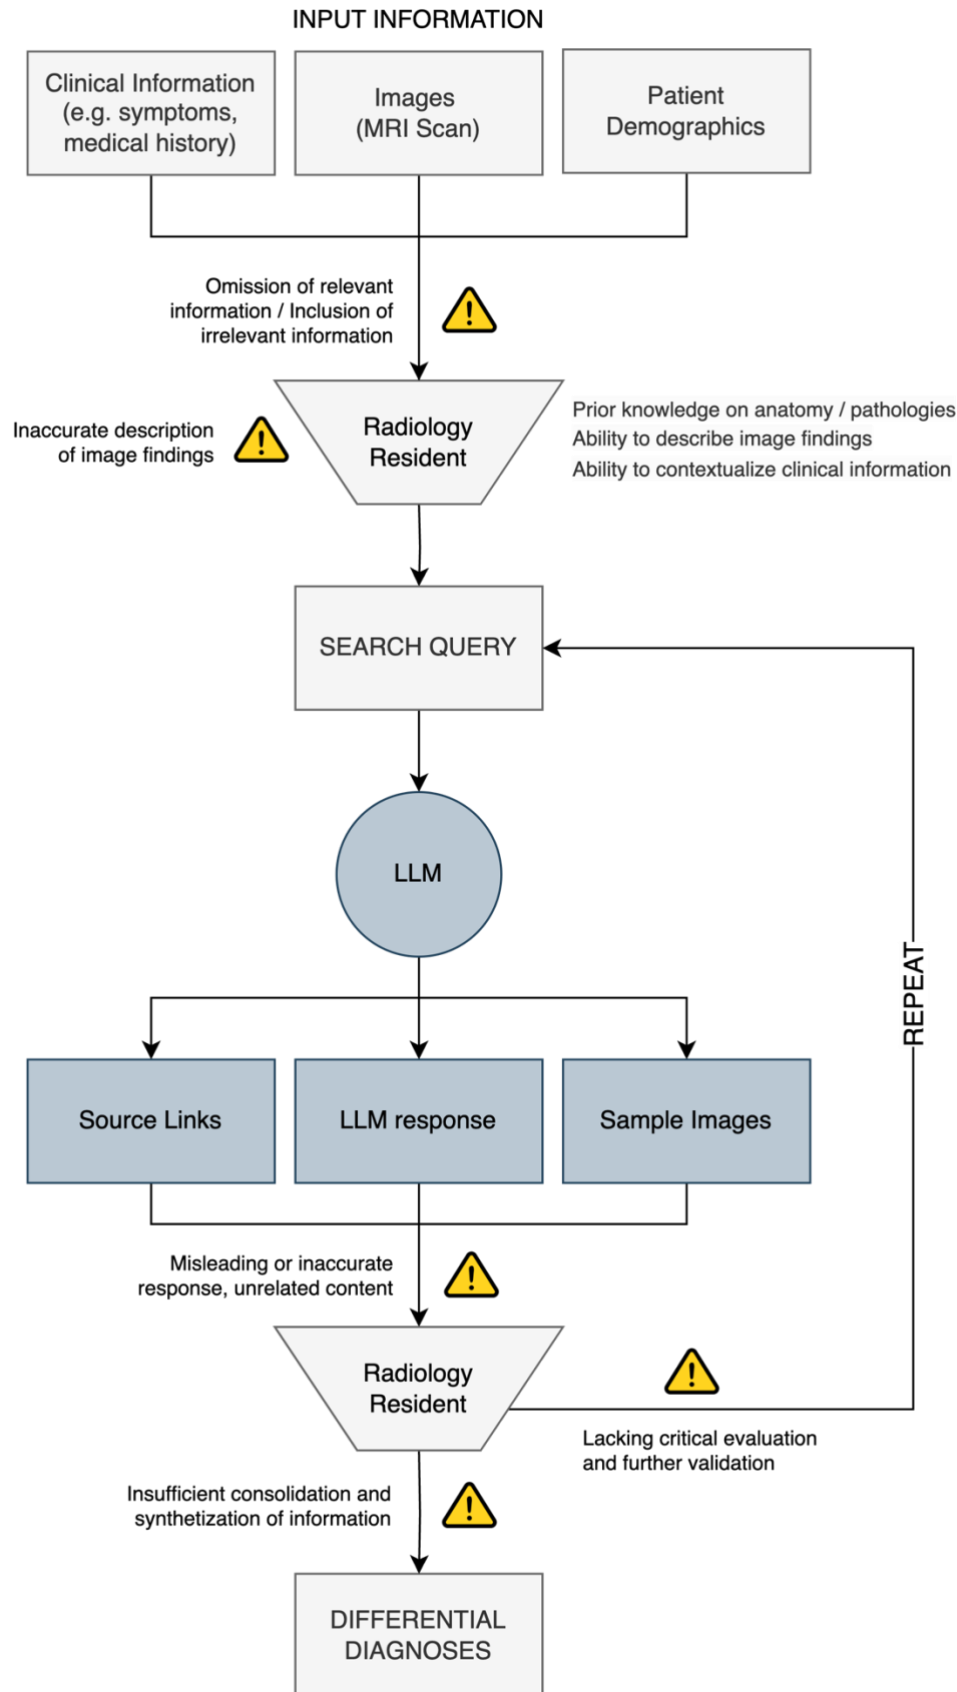 INPUT INFORMATION
Clinical Information
(e.g. symptoms,
medical history)
Images
(MRI Scan)
Patient
Demographics
Omission of relevant
information / Inclusion of
irrelevant information
Inaccurate description
of image findings
Radiology
Resident
Prior knowledge on anatomy / pathologies
Ability to describe image findings
Ability to contextualize clinical information
SEARCH QUERY
LLM
REPEAT
Source Links
LLM response
Sample Images
Misleading or inaccurate
response, unrelated content
Radiology
Resident
Lacking critical evaluation
and further validation
Insufficient consolidation and
synthetization of information
DIFFERENTIAL
DIAGNOSES